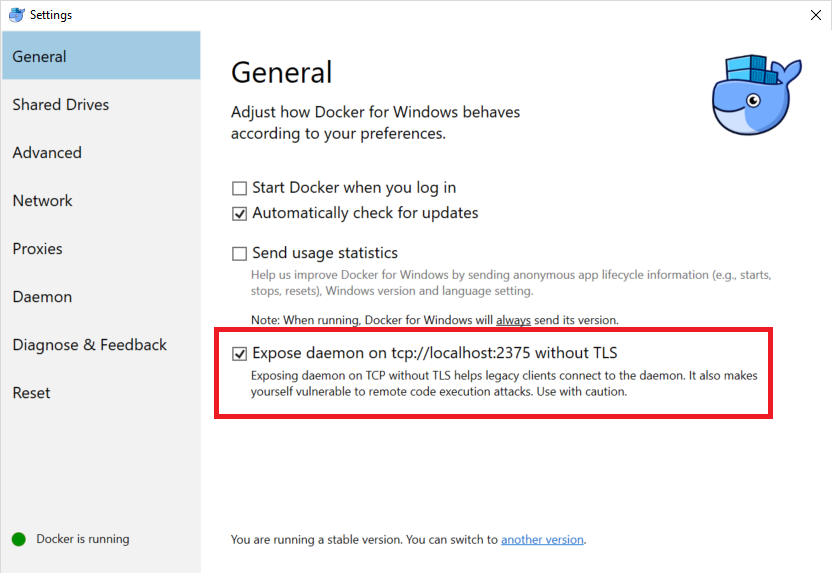 Settings
General
Shared Drives
Advanced
Network
Proxies
Daemon
Diagnose & Feedback
Reset
Docker is running
General
Adjust how Docker for Windows behaves
according to your preferences.
Start Docker when you log in
Automatically check for updates
Send usage statistics
Help us improve Docker for Windows by sending anonymous app lifecycle information (e.g., starts,
stops, resets), Windows version and language setting.
Note: When running, Docker for Windows will always send its version.
Expose daemon on tcp://localhost:2375 without TLS
Exposing daemon on TCP without TLS helps legacy clients connect to the daemon. It also makes
yourself vulnerable to remote code execution attacks. Use with caution.
You are running a stable version. You can switch to another version.